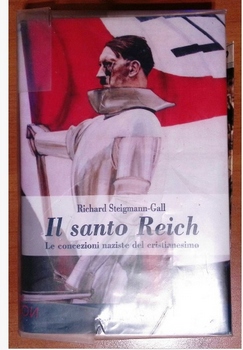 Richard Steigmann-Gall
Il santo Reich
Le concezioni naziste del cristianesimo